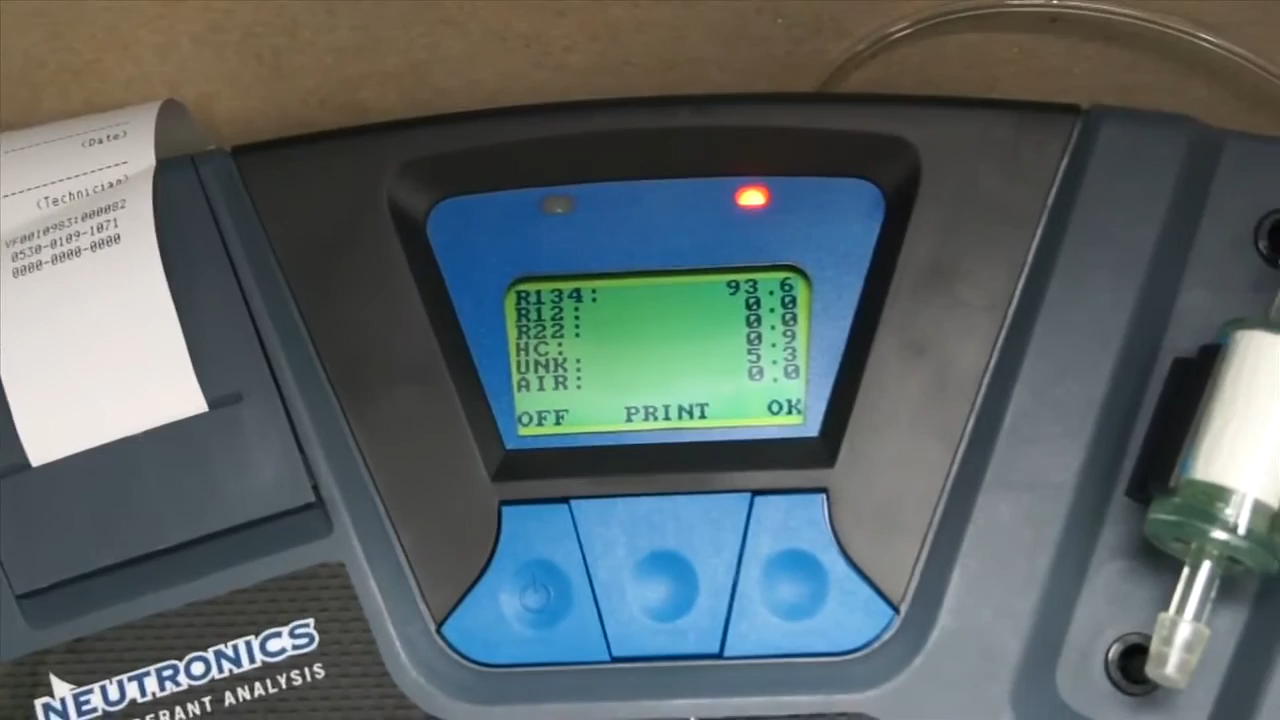 (Date)
(Technician)
VF0010983:000082
0530-0109-1071
0000-0000-0000
R134: 93.6
R12: 0.0
R22: 0.0
HC: 0.9
UNK: 5.3
AIR: 0.0
OFF PRINT OK
NEUTRONICS
ERANT ANALYSIS